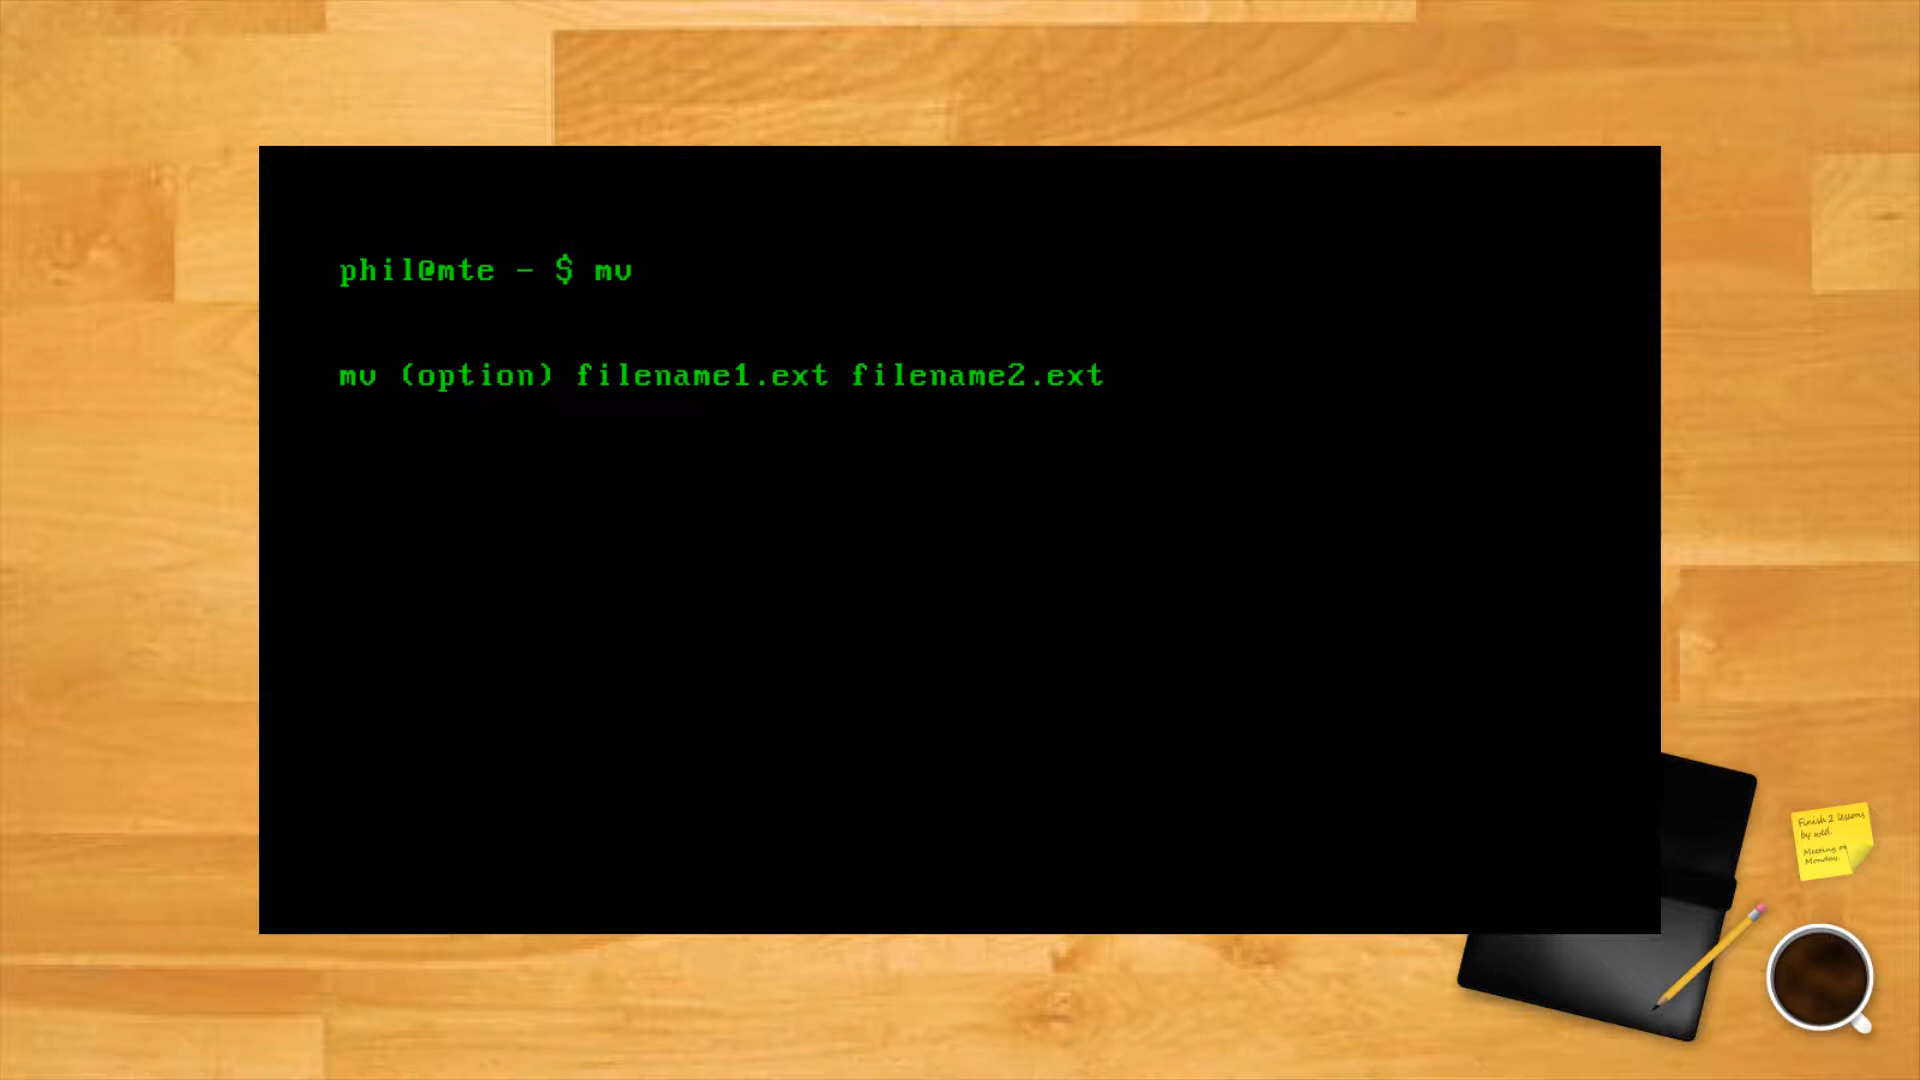 phil@mte - $ mv
mv (option) filename1.ext filename2.ext
Finish 2 lessons
by wed.
Meeting on
Monday.